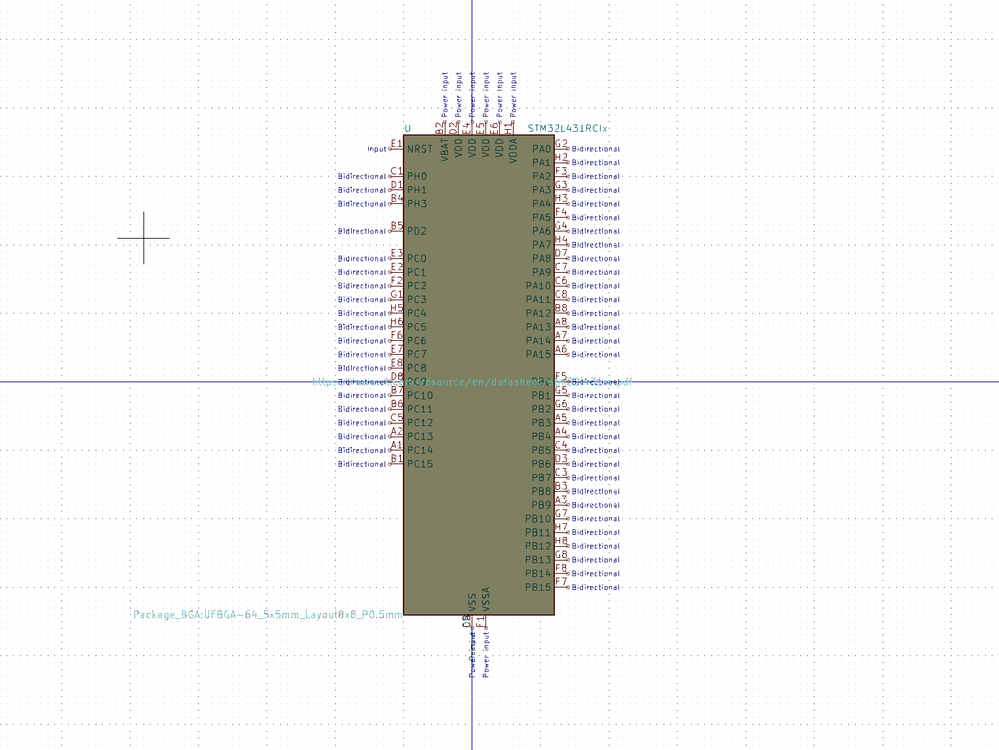 Power input Power input Power input Power input Power input Power input
B2 D2 E4 E5 E6 H1
VBAT VDD VDD VDD VDD VDDA
U STM32L431RCIx
Input E1 NRST PA0 G2 Bidirectional
PA1 H2 Bidirectional
Bidirectional C1 PH0 PA2 F3 Bidirectional
Bidirectional D1 PH1 PA3 G3 Bidirectional
Bidirectional B4 PH3 PA4 H3 Bidirectional
PA5 F4 Bidirectional
Bidirectional B5 PD2 PA6 G4 Bidirectional
PA7 H4 Bidirectional
Bidirectional E3 PC0 PA8 D7 Bidirectional
Bidirectional E2 PC1 PA9 C7 Bidirectional
Bidirectional F2 PC2 PA10 C6 Bidirectional
Bidirectional G1 PC3 PA11 C8 Bidirectional
Bidirectional H5 PC4 PA12 B8 Bidirectional
Bidirectional H6 PC5 PA13 A8 Bidirectional
Bidirectional F6 PC6 PA14 A7 Bidirectional
Bidirectional E7 PC7 PA15 A6 Bidirectional
Bidirectional E8 PC8
F5
Bidirectional B7 PC10 PB1 G5 Bidirectional
Bidirectional B6 PC11 PB2 G6 Bidirectional
Bidirectional C5 PC12 PB3 A5 Bidirectional
Bidirectional A2 PC13 PB4 A4 Bidirectional
Bidirectional A1 PC14 PB5 C4 Bidirectional
Bidirectional B1 PC15 PB6 D3 Bidirectional
PB7 C3 Bidirectional
PB8 B3 Bidirectional
PB9 A3 Bidirectional
PB10 G7 Bidirectional
PB11 H7 Bidirectional
PB12 H8 Bidirectional
PB13 G8 Bidirectional
PB14 F8 Bidirectional
PB15 F7 Bidirectional
VSS VSSA
Package_BGA:UFBGA-64_5x5mm_Layout8x8_P0.5mm
F1
Power input